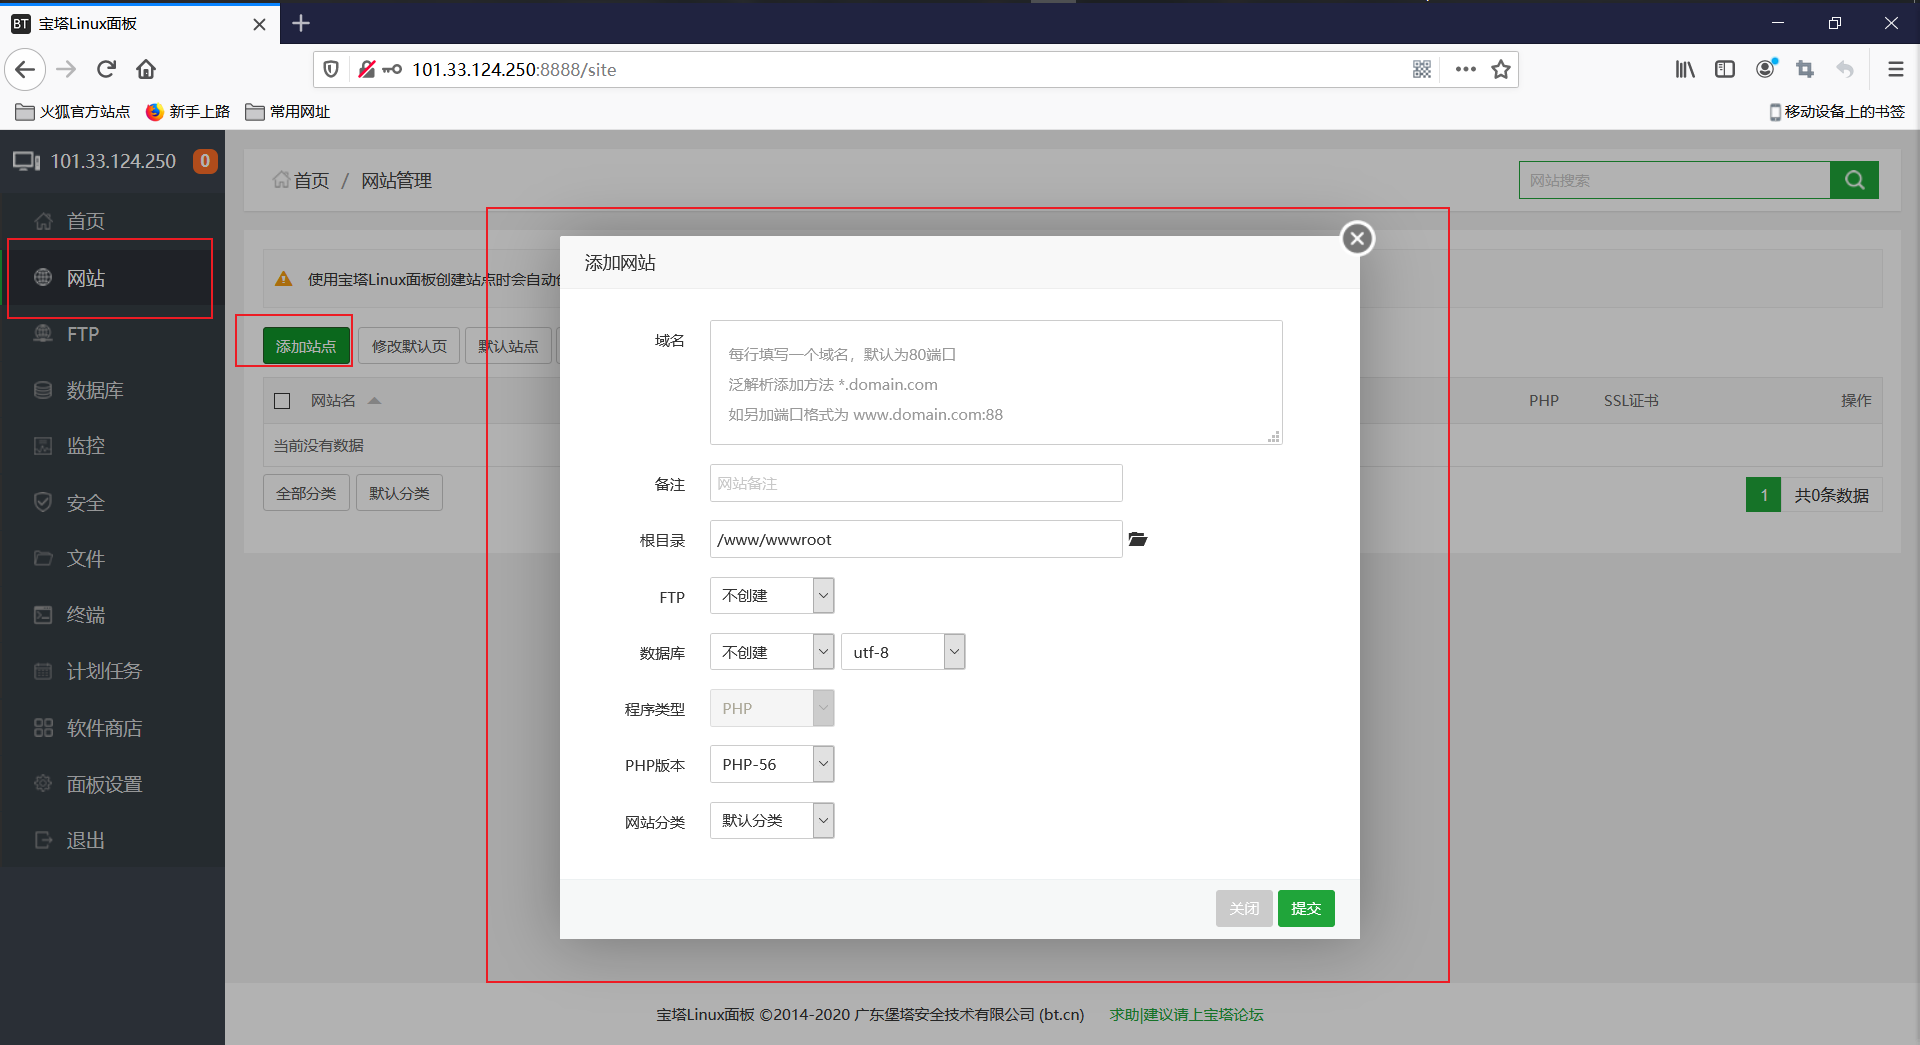 BT 宝塔Linux面板
101.33.124.250:8888/site
火狐官方站点 新手上路 常用网址 移动设备上的书签
101.33.124.250 0
首页
网站
FTP
数据库
监控
安全
文件
终端
计划任务
软件商店
面板设置
退出
首页 / 网站管理
网站搜索
使用宝塔Linux面板创建站点时会自动
添加站点 修改默认页 默认站点
网站名 PHP SSL证书 操作
当前没有数据
全部分类 默认分类 1 共0条数据
添加网站
域名
每行填写一个域名，默认为80端口
泛解析添加方法 *.domain.com
如另加端口格式为 www.domain.com:88
备注 网站备注
根目录 /www/wwwroot
FTP 不创建
数据库 不创建 utf-8
程序类型 PHP
PHP版本 PHP-56
网站分类 默认分类
关闭 提交
宝塔Linux面板 ©2014-2020 广东堡塔安全技术有限公司 (bt.cn) 求助|建议请上宝塔论坛